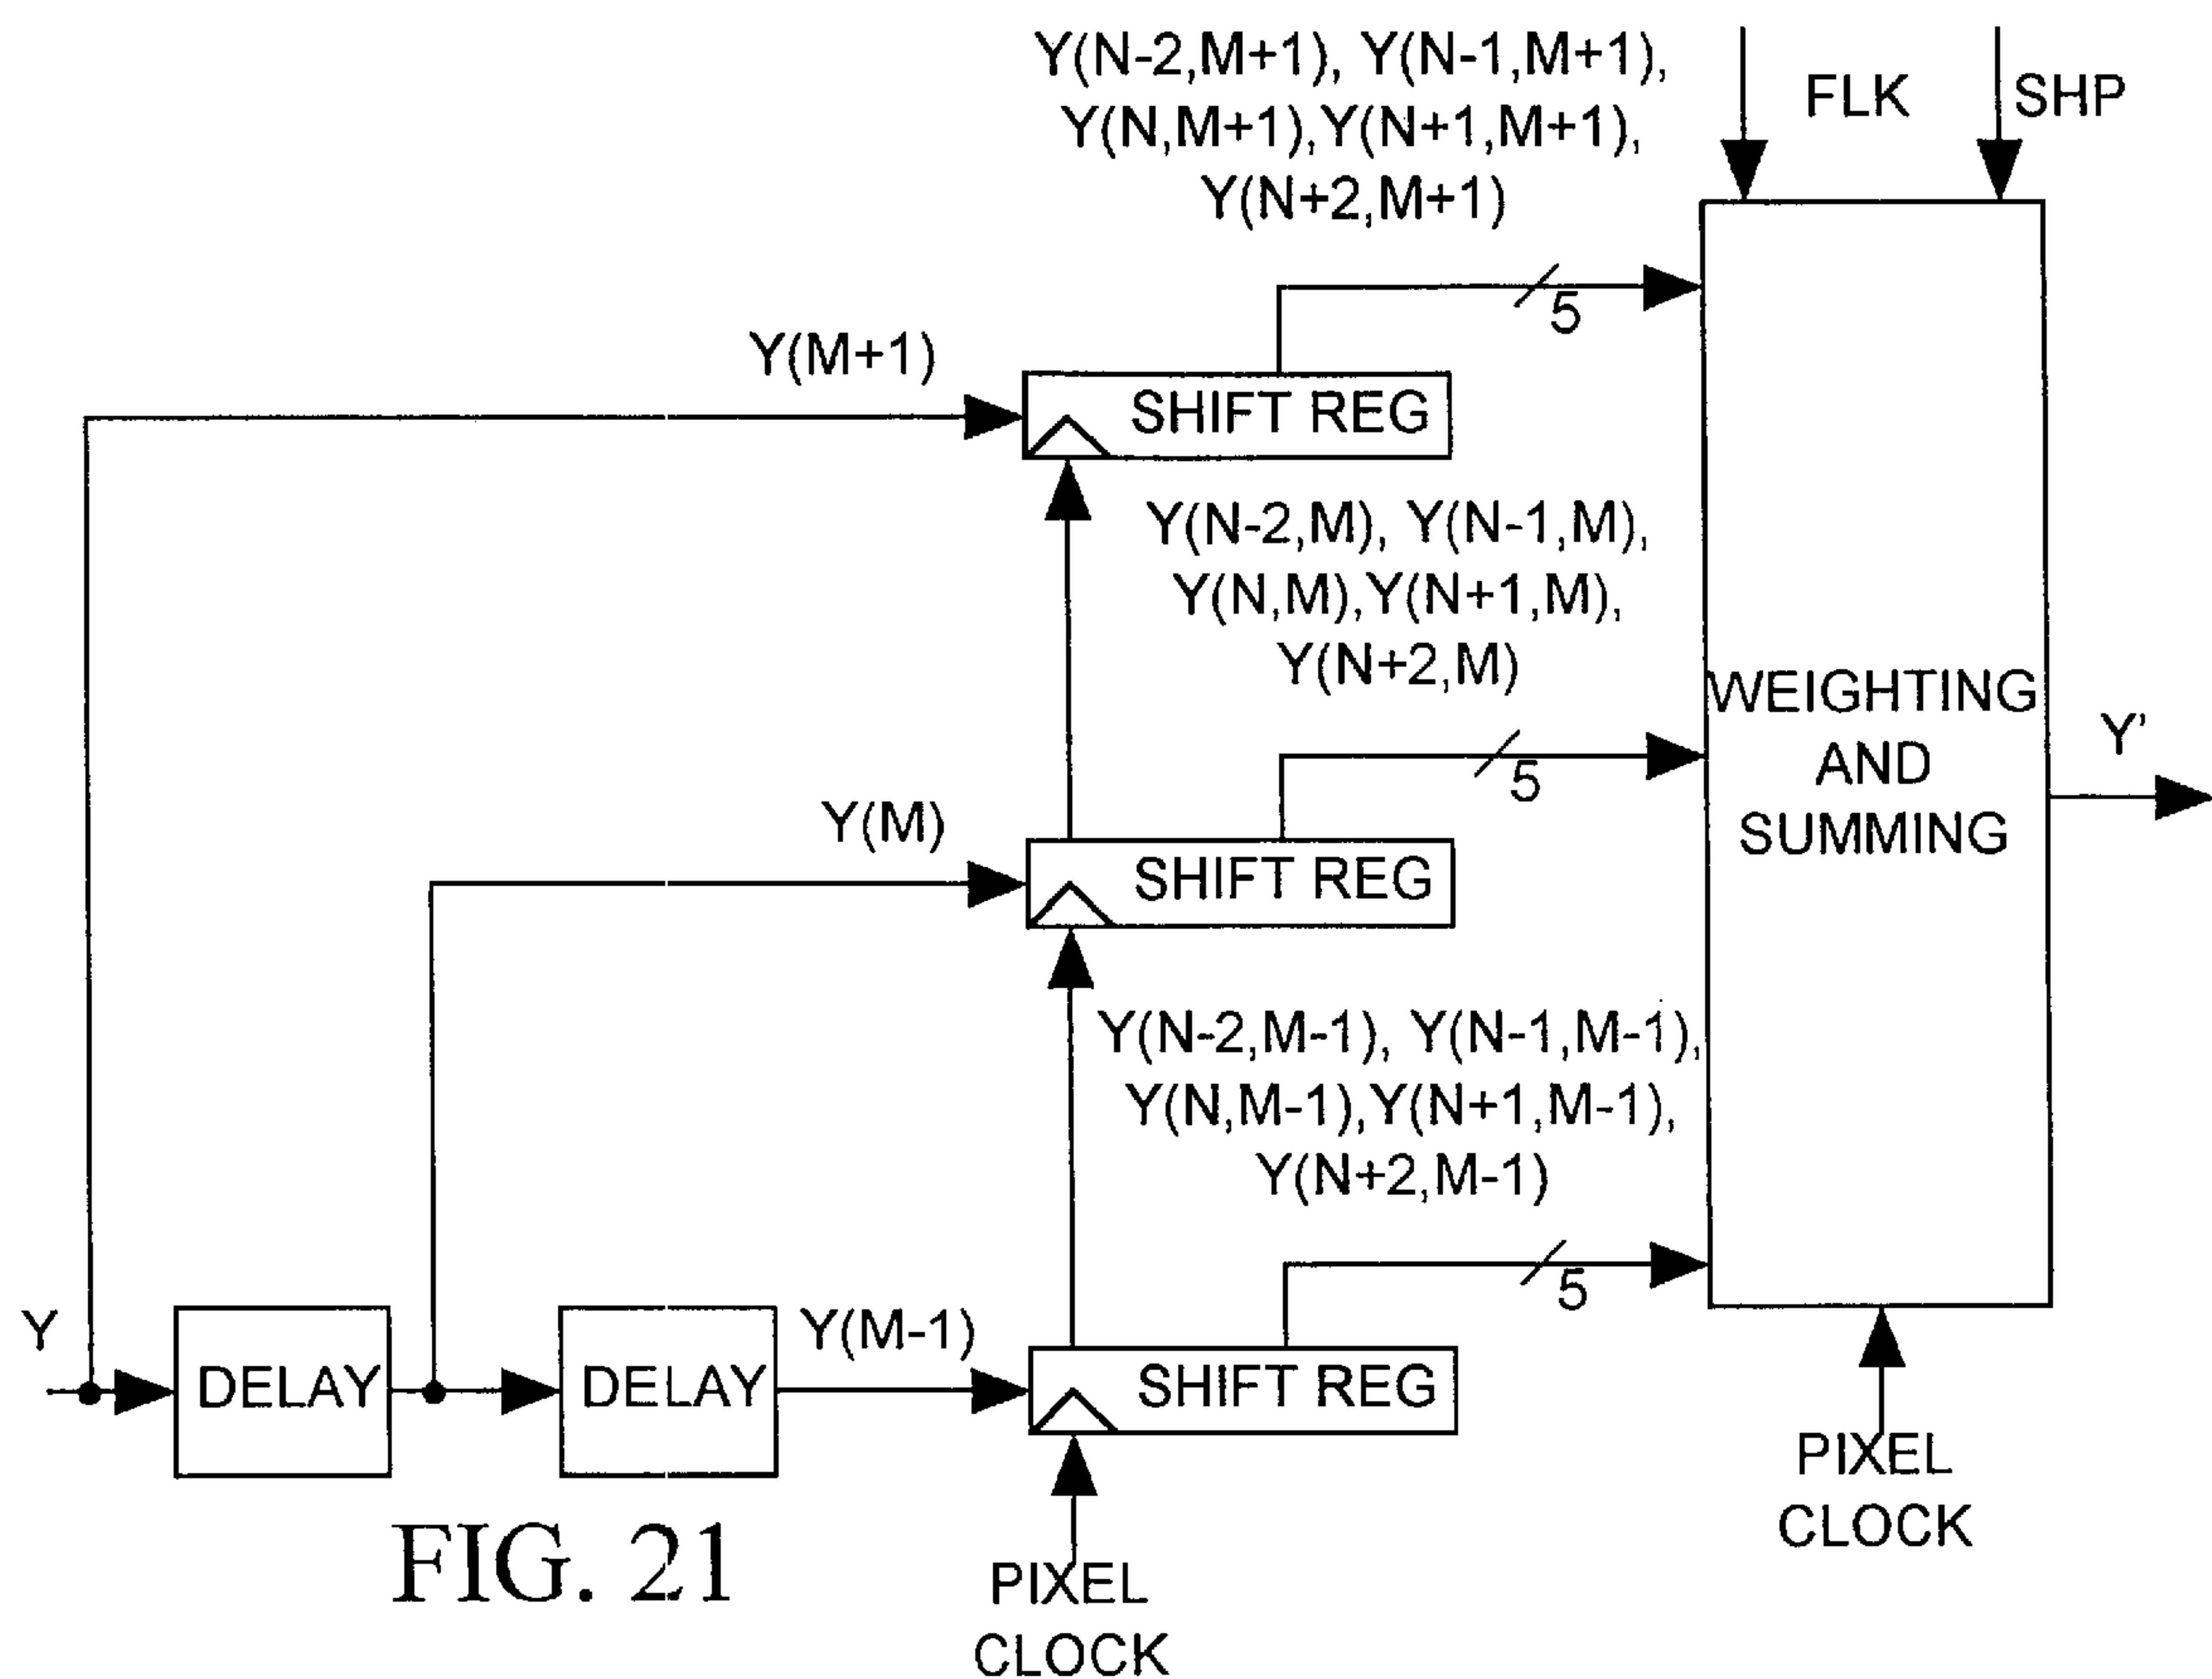 Y(N-2,M+1), Y(N-1,M+1),
Y(N,M+1),Y(N+1,M+1),
Y(N+2,M+1)
FLK
SHP
5
Y(M+1)
SHIFT REG
Y(N-2,M), Y(N-1,M),
Y(N,M),Y(N+1,M),
Y(N+2,M)
WEIGHTING
AND
SUMMING
Y'
5
Y(M)
SHIFT REG
Y(N-2,M-1), Y(N-1,M-1),
Y(N,M-1),Y(N+1,M-1),
Y(N+2,M-1)
5
Y
DELAY
DELAY
Y(M-1)
SHIFT REG
PIXEL
CLOCK
PIXEL
CLOCK
FIG. 21